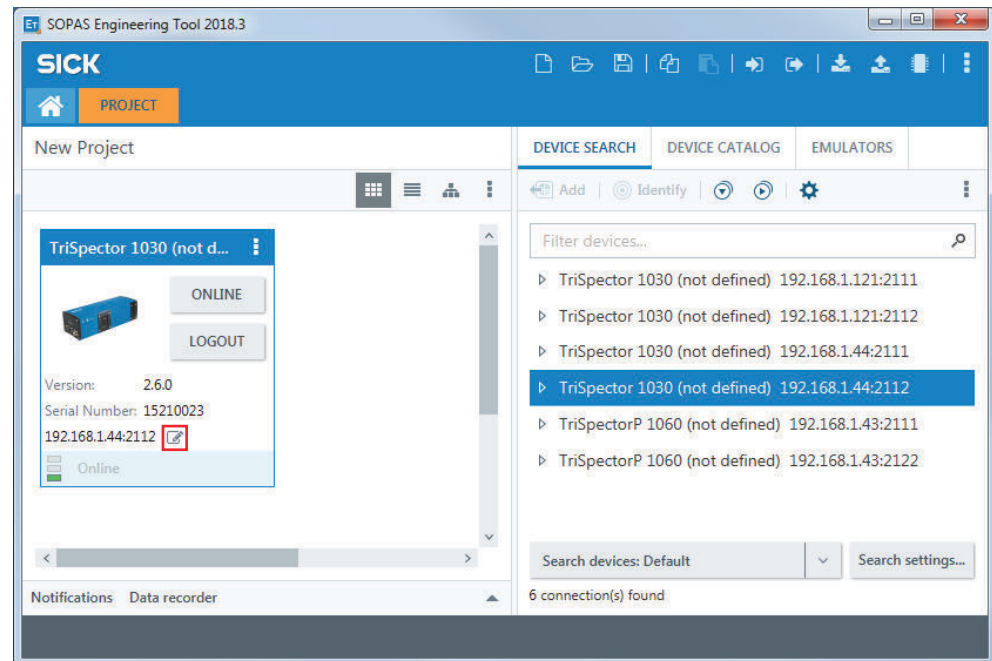 SOPAS Engineering Tool 2018.3
SICK
PROJECT
New Project
TriSpector 1030 (not d...
ONLINE
LOGOUT
Version: 2.6.0
Serial Number: 15210023
192.168.1.44:2112
Online
Notifications Data recorder
DEVICE SEARCH DEVICE CATALOG EMULATORS
Add Identify
Filter devices...
TriSpector 1030 (not defined) 192.168.1.121:2111
TriSpector 1030 (not defined) 192.168.1.121:2112
TriSpector 1030 (not defined) 192.168.1.44:2111
TriSpector 1030 (not defined) 192.168.1.44:2112
TriSpectorP 1060 (not defined) 192.168.1.43:2111
TriSpectorP 1060 (not defined) 192.168.1.43:2122
Search devices: Default
Search settings...
6 connection(s) found